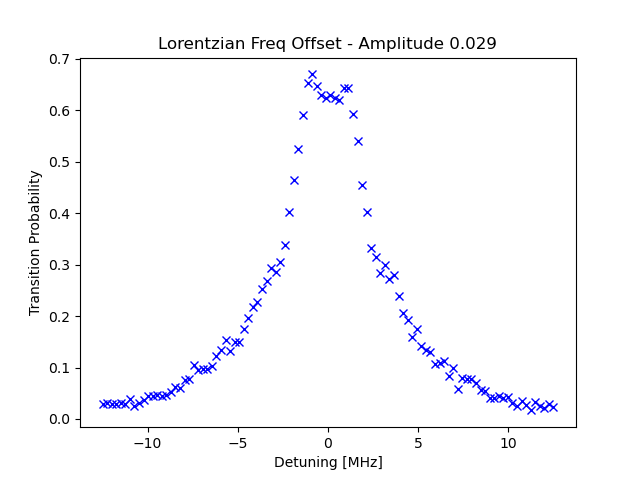 Lorentzian Freq Offset - Amplitude 0.029
Transition Probability
0.7
0.6
0.5
0.4
0.3
0.2
0.1
0.0
−10 −5 0 5 10
Detuning [MHz]